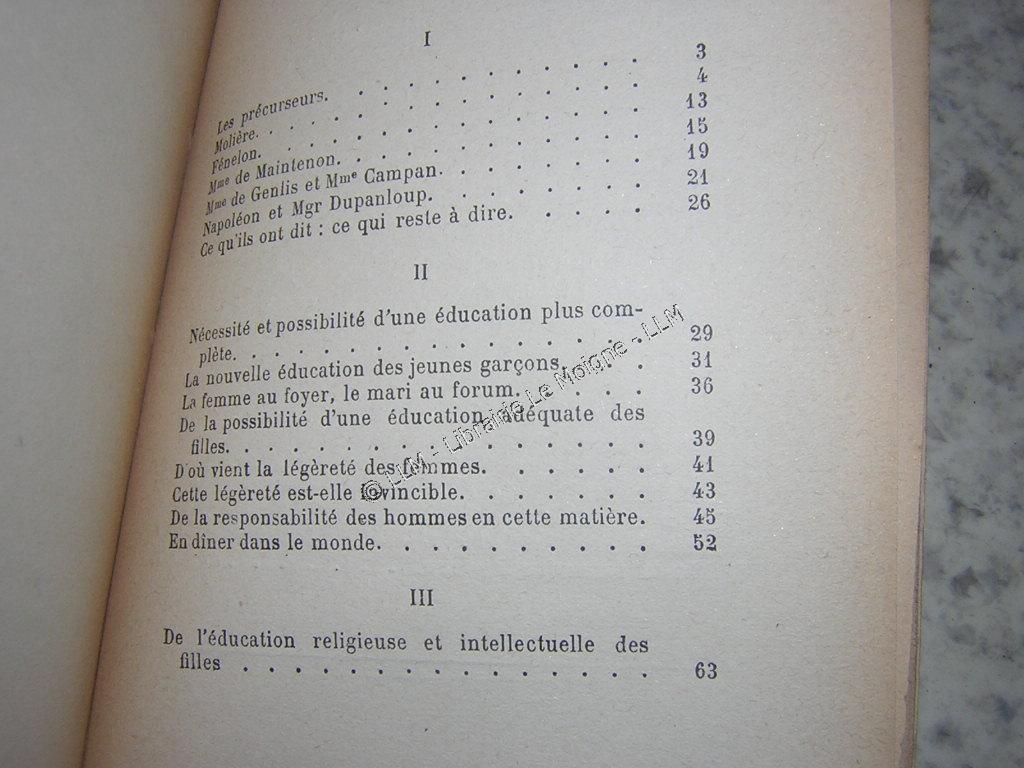 I
Les précurseurs. . . . . . . . . . . . 3
Molière. . . . . . . . . . . . . . 4
Fénelon. . . . . . . . . . . . . . 13
Mme de Maintenon. . . . . . . . . . . 15
Mme de Genlis et Mme Campan. . . . . . . . 19
Napoléon et Mgr Dupanloup. . . . . . . . 21
Ce qu'ils ont dit : ce qui reste à dire. . . . . 26
II
Nécessité et possibilité d'une éducation plus com-
plète. . . . . . . . . . . . . . . . 29
La nouvelle éducation des jeunes garçons. . . . 31
La femme au foyer, le mari au forum. . . . . . 36
De la possibilité d'une éducation adéquate des
filles. . . . . . . . . . . . . . . . 39
D'où vient la légèreté des femmes. . . . . . . 41
Cette légèreté est-elle invincible. . . . . . . . 43
De la responsabilité des hommes en cette matière. 45
En dîner dans le monde. . . . . . . . . . . 52
III
De l'éducation religieuse et intellectuelle des
filles . . . . . . . . . . . . . . . . 63
© LLM - Librairie Le Moigne - LLM